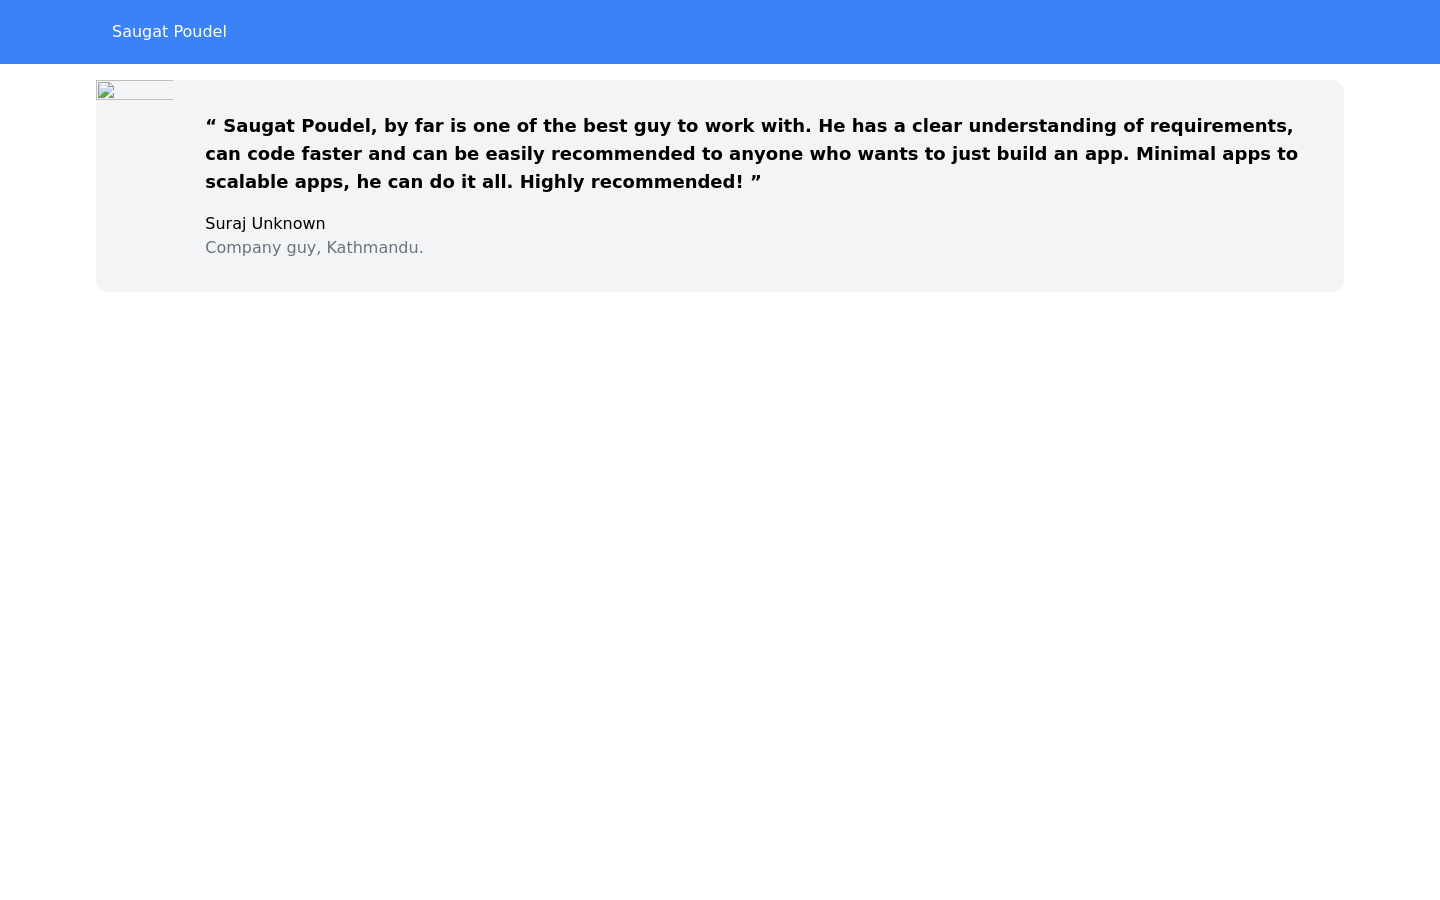 Saugat Poudel
“ Saugat Poudel, by far is one of the best guy to work with. He has a clear understanding of requirements,
can code faster and can be easily recommended to anyone who wants to just build an app. Minimal apps to
scalable apps, he can do it all. Highly recommended! ”
Suraj Unknown
Company guy, Kathmandu.